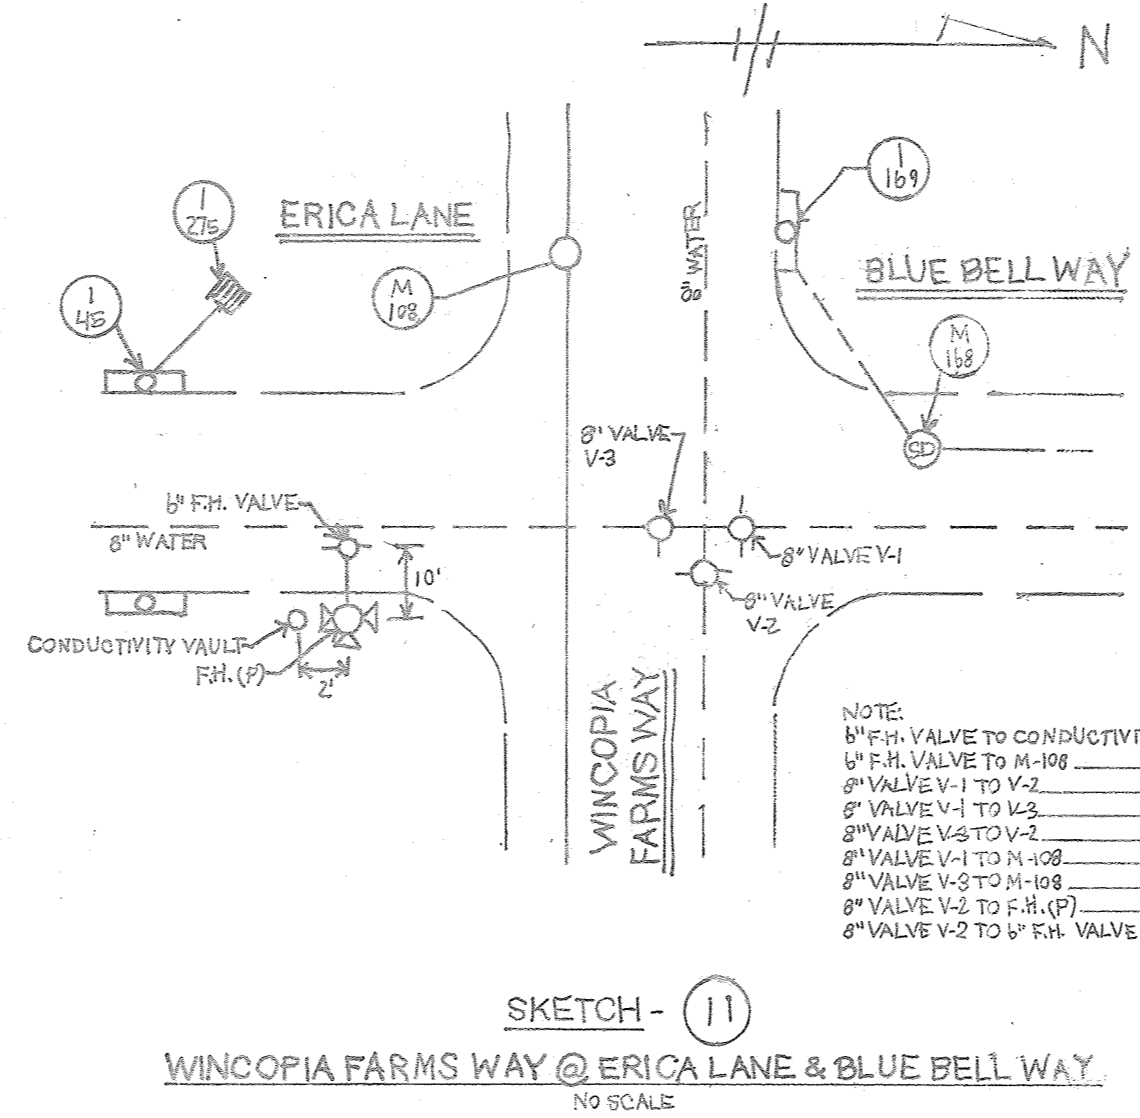 N
I
169
I
275
ERICA LANE
8" WATER
BLUE BELL WAY
M
108
I
45
M
168
SD
8" VALVE
V-3
6" F.H. VALVE
8" WATER
8" VALVE V-1
10'
8" VALVE
V-2
CONDUCTIVITY VAULT
F.H. (P)
2'
WINCOPIA
FARMS WAY
NOTE:
6" F.H. VALVE TO CONDUCTIVIT
6" F.H. VALVE TO M-108
8" VALVE V-1 TO V-2
8" VALVE V-1 TO V-3
8" VALVE V-3 TO V-2
8" VALVE V-1 TO M-108
8" VALVE V-3 TO M-108
8" VALVE V-2 TO F.H. (P)
8" VALVE V-2 TO 6" F.H. VALVE
SKETCH - 11
WINCOPIA FARMS WAY @ ERICA LANE & BLUE BELL WAY
NO SCALE